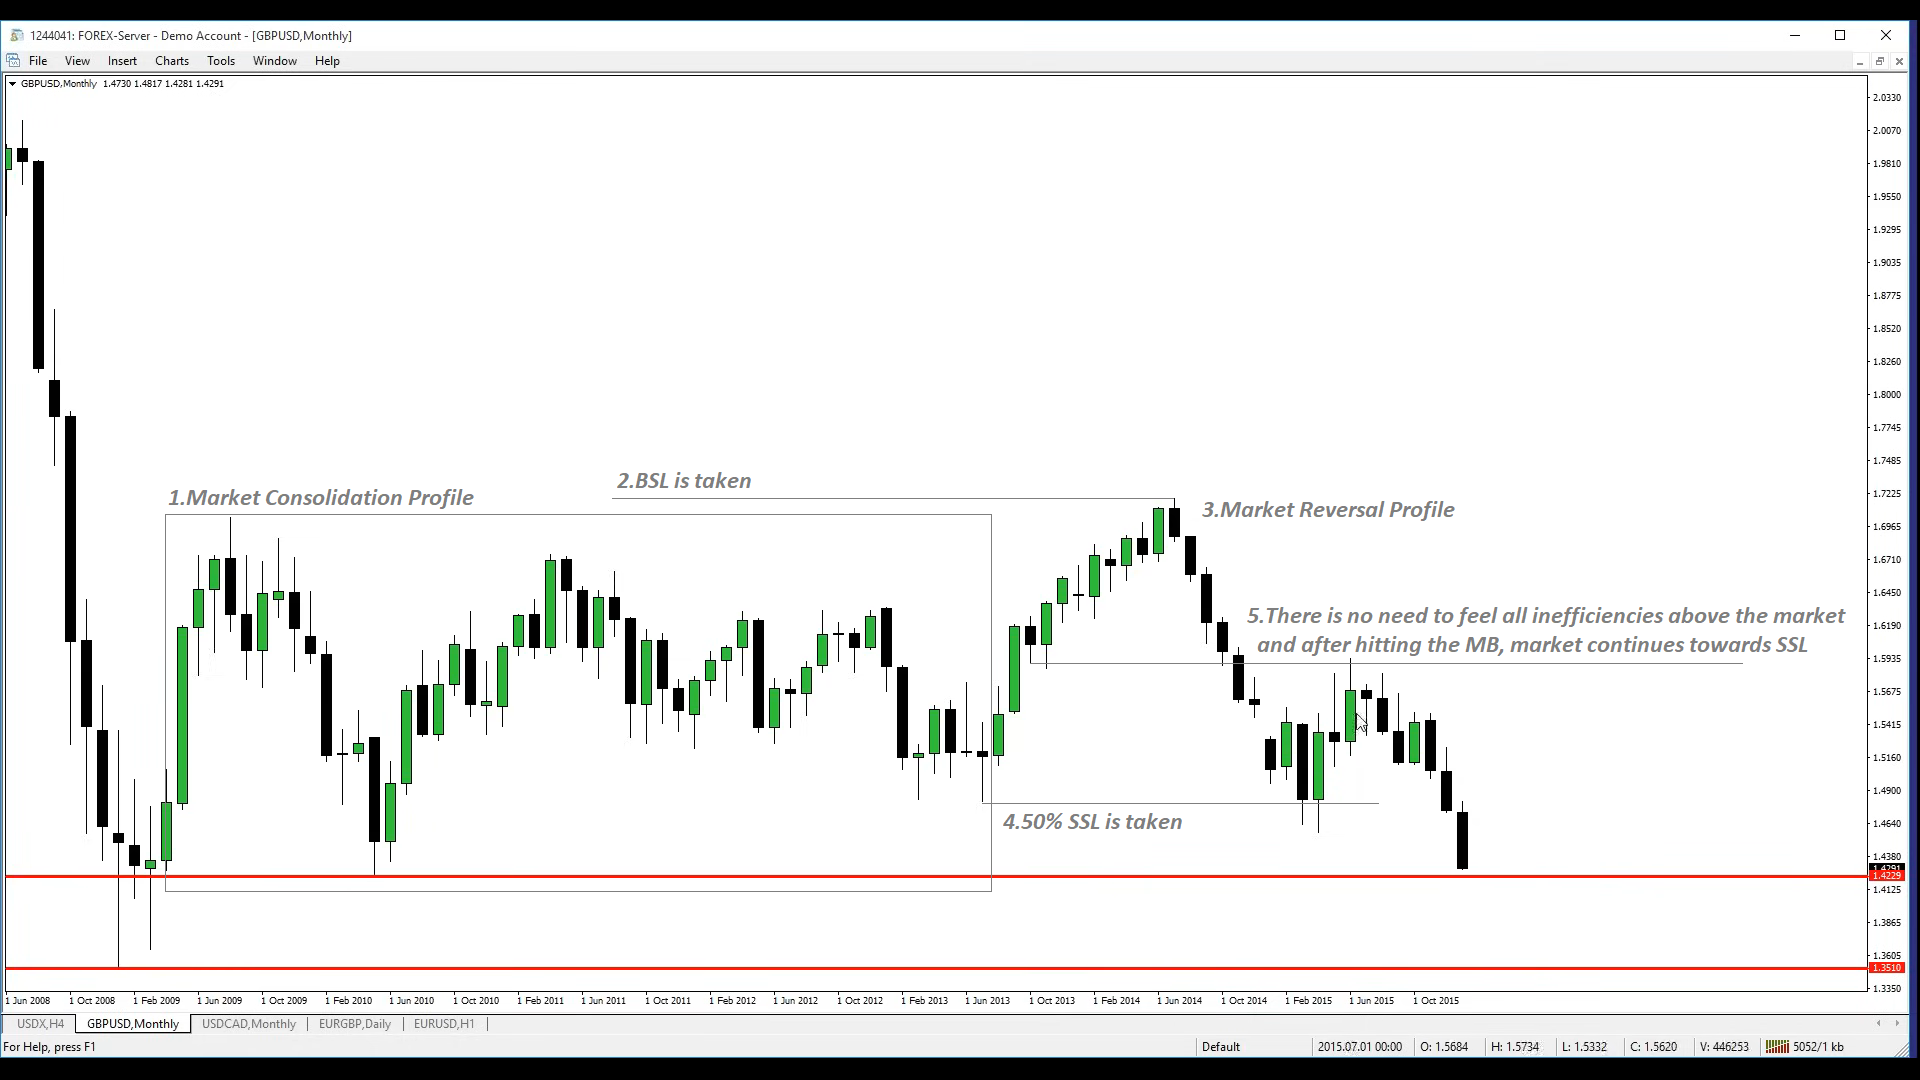 1244041: FOREX-Server - Demo Account - [GBPUSD,Monthly]
File View Insert Charts Tools Window Help
GBPUSD,Monthly 1.4730 1.4817 1.4281 1.4291
2.0330
2.0070
1.9810
1.9550
1.9295
1.9035
1.8775
1.8520
1.8260
1.8000
1.7745
1.7485
2.BSL is taken
1.Market Consolidation Profile
1.7225
3.Market Reversal Profile
1.6965
1.6710
1.6450
5.There is no need to feel all inefficiencies above the market
1.6190
and after hitting the MB, market continues towards SSL
1.5935
1.5675
1.5415
1.5160
1.4900
4.50% SSL is taken
1.4640
1.4380
1.4291
1.4229
1.4125
1.3865
1.3605
1.3510
1.3350
1 Jun 2008 1 Oct 2008 1 Feb 2009 1 Jun 2009 1 Oct 2009 1 Feb 2010 1 Jun 2010 1 Oct 2010 1 Feb 2011 1 Jun 2011 1 Oct 2011 1 Feb 2012 1 Jun 2012 1 Oct 2012 1 Feb 2013 1 Jun 2013 1 Oct 2013 1 Feb 2014 1 Jun 2014 1 Oct 2014 1 Feb 2015 1 Jun 2015 1 Oct 2015
USDX,H4 GBPUSD,Monthly USDCAD,Monthly EURGBP,Daily EURUSD,H1
For Help, press F1 Default 2015.07.01 00:00 O: 1.5684 H: 1.5734 L: 1.5332 C: 1.5620 V: 446253 5052/1 kb